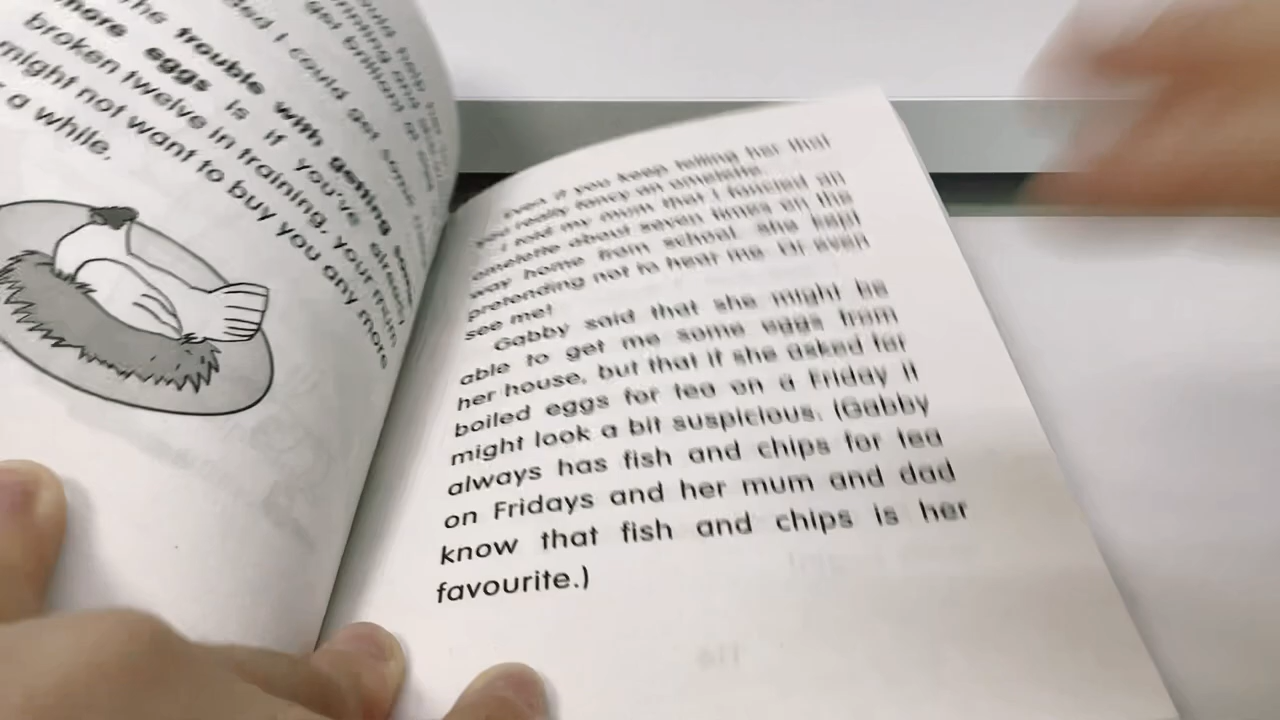 The trouble with getting some
more eggs is if you've already
broken twelve in training, your mum
might not want to buy you any more
a while.
even if you keep telling her that
you really fancy an omelette.
I told my mum that I fancied an
omelette about seven times on the
way home from school. She kept
pretending not to hear me. Or even
see me!
Gabby said that she might be
able to get me some eggs from
her house, but that if she asked for
boiled eggs for tea on a Friday it
might look a bit suspicious. (Gabby
always has fish and chips for tea
on Fridays and her mum and dad
know that fish and chips is her
favourite.)